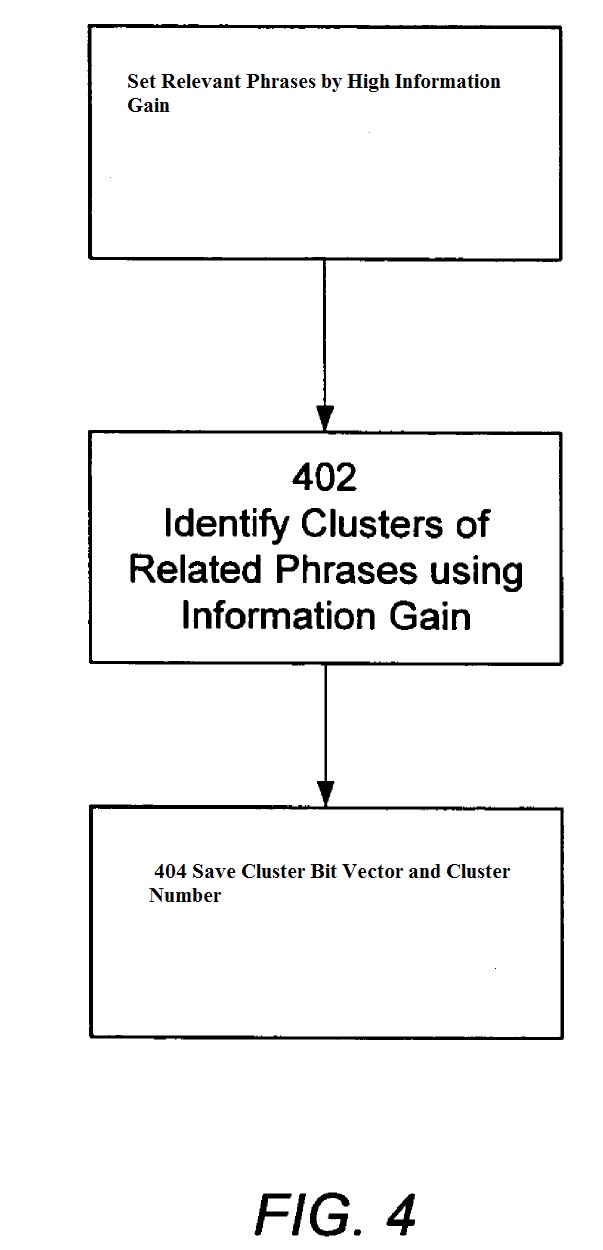 Set Relevant Phrases by High Information
Gain
402
Identify Clusters of
Related Phrases using
Information Gain
404 Save Cluster Bit Vector and Cluster
Number
FIG. 4